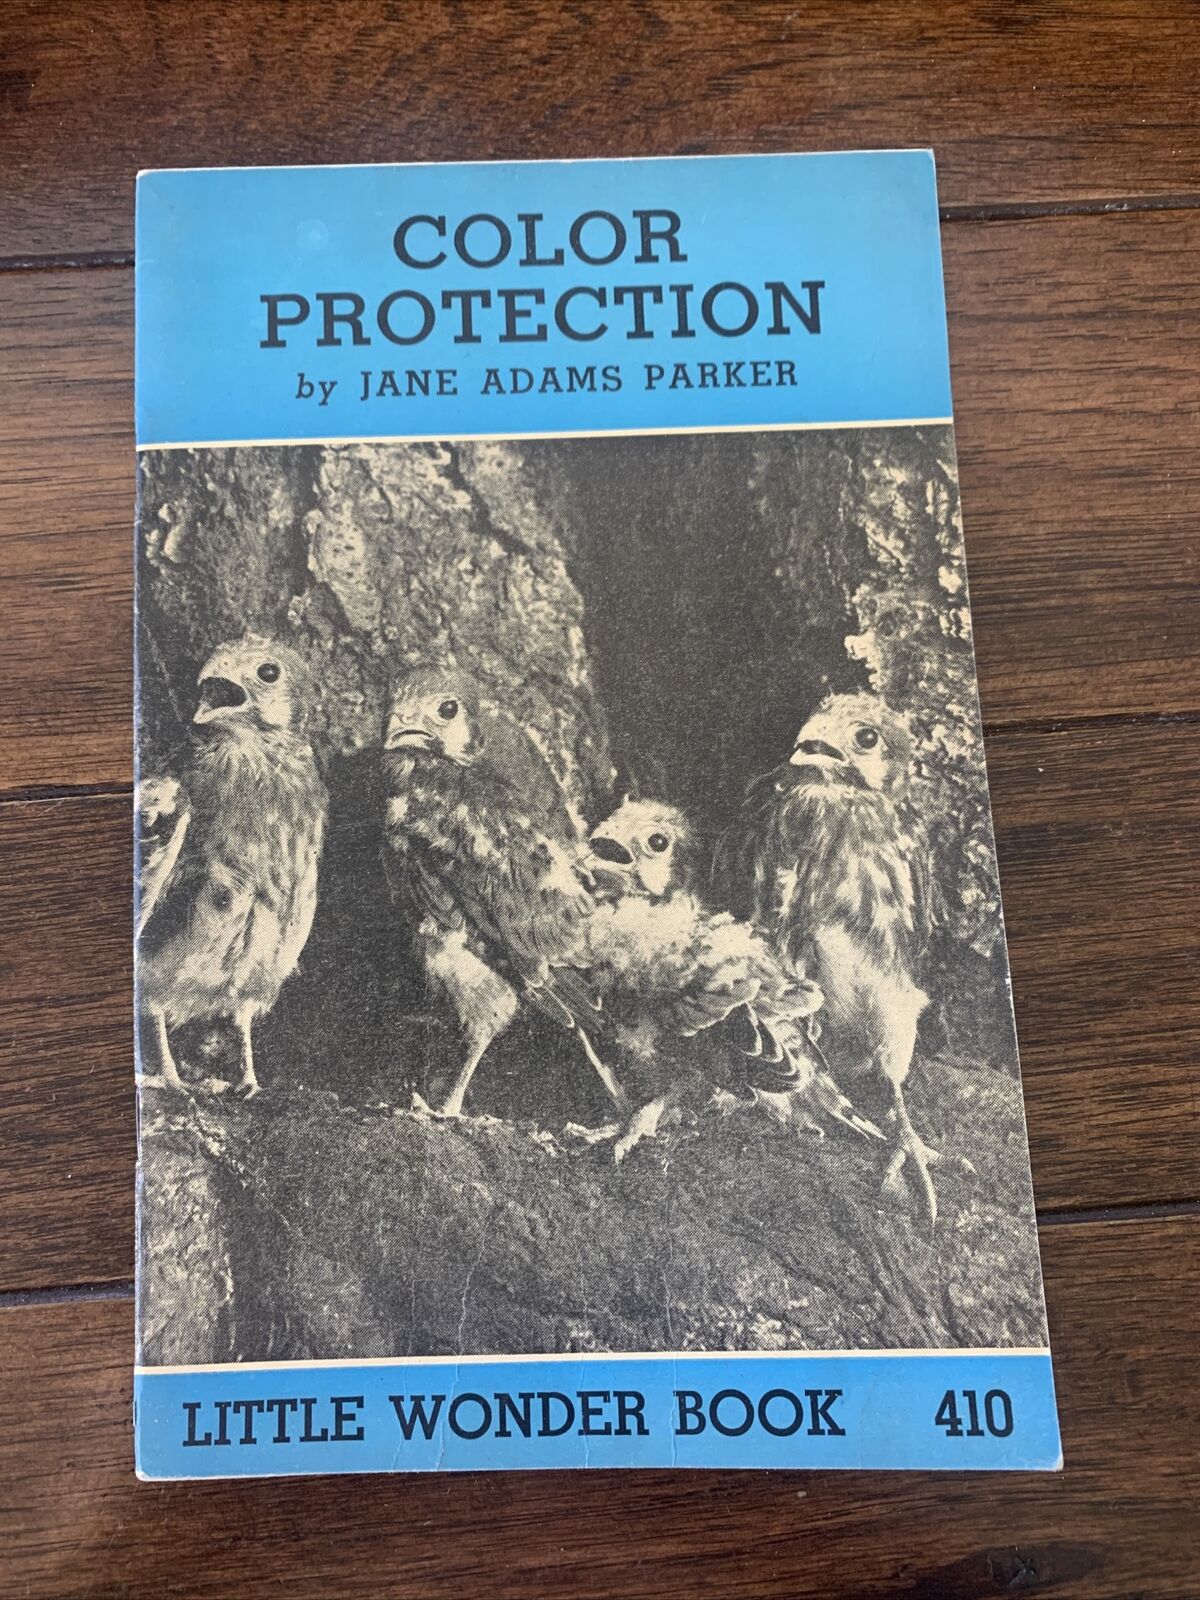 COLOR
PROTECTION
by JANE ADAMS PARKER
LITTLE WONDER BOOK 410